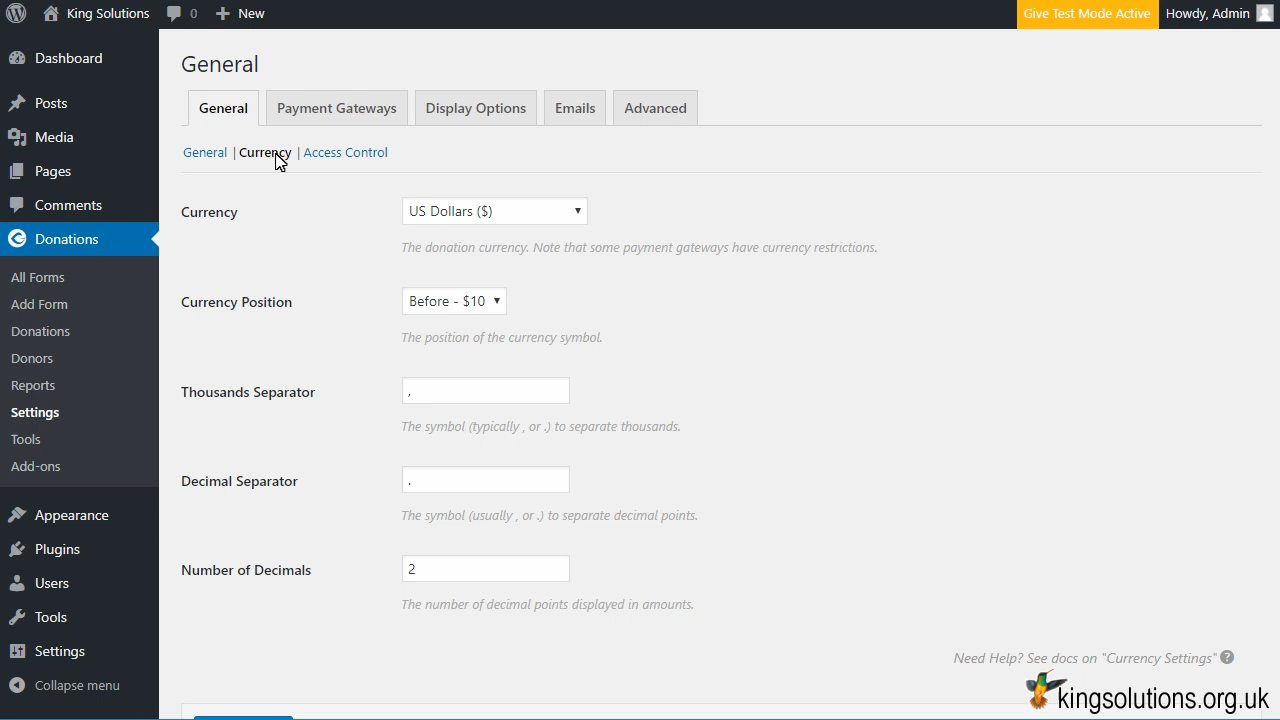 King Solutions 0 New Give Test Mode Active Howdy, Admin
Dashboard
Posts
Media
Pages
Comments
Donations
All Forms
Add Form
Donations
Donors
Reports
Settings
Tools
Add-ons
Appearance
Plugins
Users
Tools
Settings
Collapse menu
General
General Payment Gateways Display Options Emails Advanced
General | Currency | Access Control
Currency US Dollars ($)
The donation currency. Note that some payment gateways have currency restrictions.
Currency Position Before - $10
The position of the currency symbol.
Thousands Separator ,
The symbol (typically , or .) to separate thousands.
Decimal Separator .
The symbol (usually , or .) to separate decimal points.
Number of Decimals 2
The number of decimal points displayed in amounts.
Need Help? See docs on "Currency Settings" ?
kingsolutions.org.uk